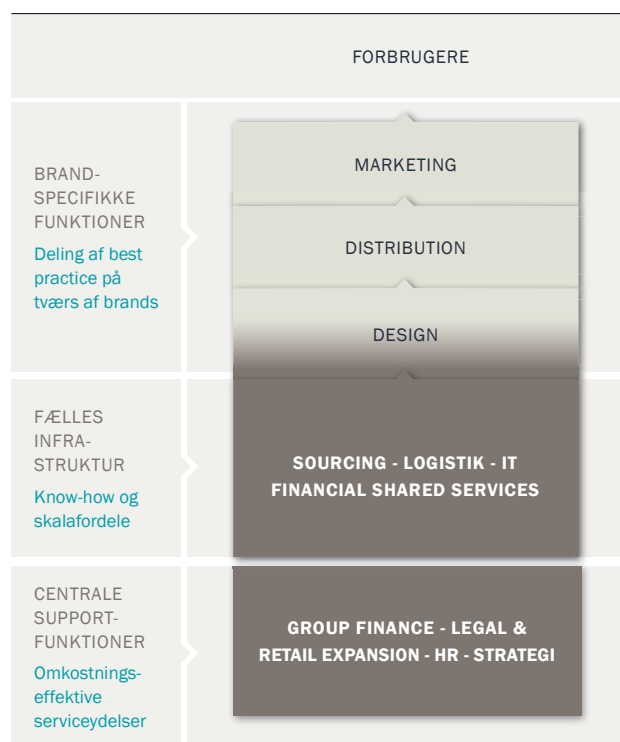 FORBRUGERE
BRAND-
SPECIFIKKE
FUNKTIONER
Deling af best
practice på
tværs af brands
MARKETING
DISTRIBUTION
DESIGN
FÆLLES
INFRA-
STRUKTUR
Know-how og
skalafordele
SOURCING - LOGISTIK - IT
FINANCIAL SHARED SERVICES
CENTRALE
SUPPORT-
FUNKTIONER
Omkostnings-
effektive
serviceydelser
GROUP FINANCE - LEGAL &
RETAIL EXPANSION - HR - STRATEGI